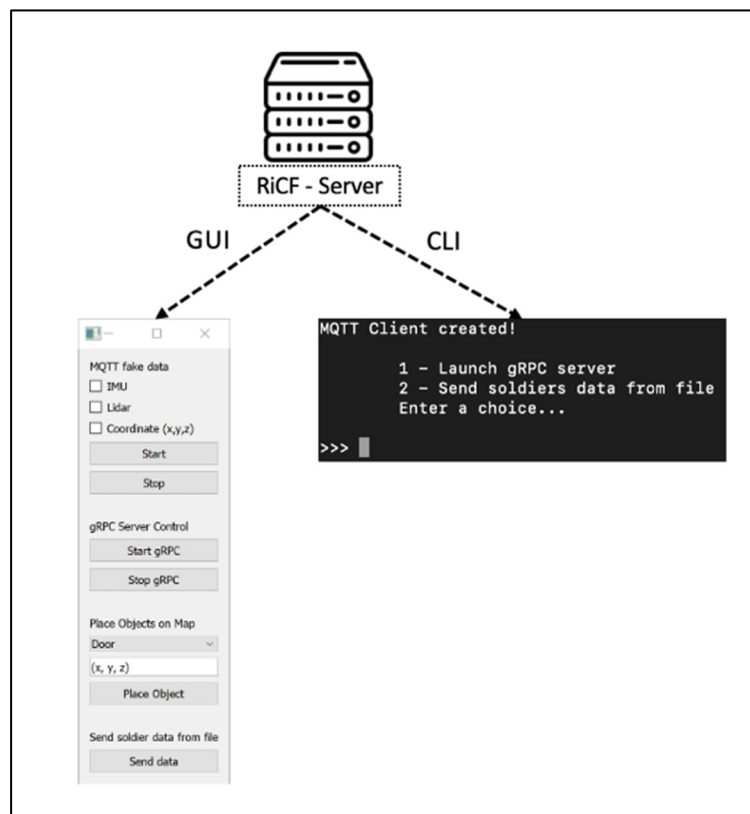 RiCF - Server
GUI
CLI
MQTT fake data
IMU
Lidar
Coordinate (x,y,z)
Start
Stop
gRPC Server Control
Start gRPC
Stop gRPC
Place Objects on Map
Door
(x, y, z)
Place Object
Send soldier data from file
Send data
MQTT Client created!
1 - Launch gRPC server
2 - Send soldiers data from file
Enter a choice...
>>>